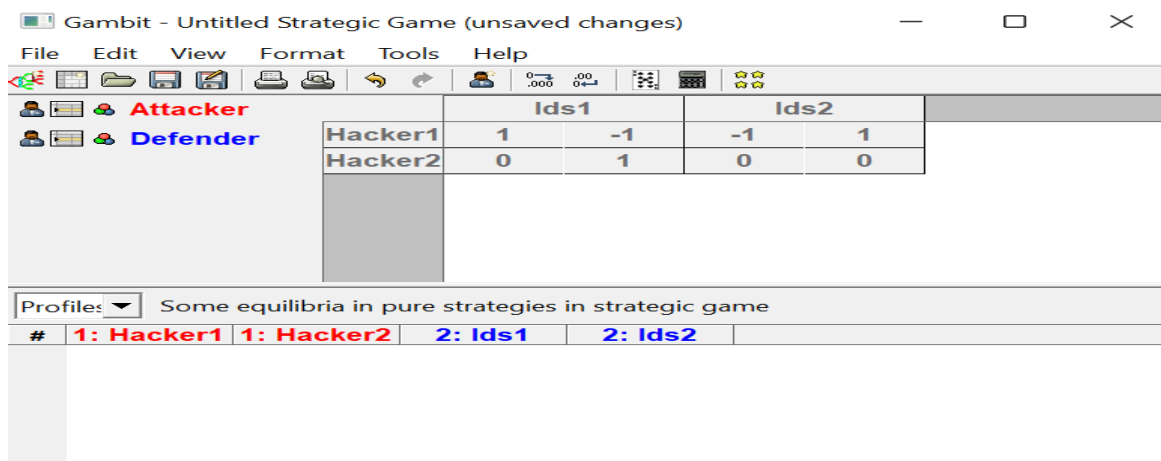 Gambit - Untitled Strategic Game (unsaved changes)
File Edit View Format Tools Help
Attacker
Defender
Ids1 Ids2
Hacker1 1 -1 -1 1
Hacker2 0 1 0 0
Profiles Some equilibria in pure strategies in strategic game
# 1: Hacker1 1: Hacker2 2: Ids1 2: Ids2